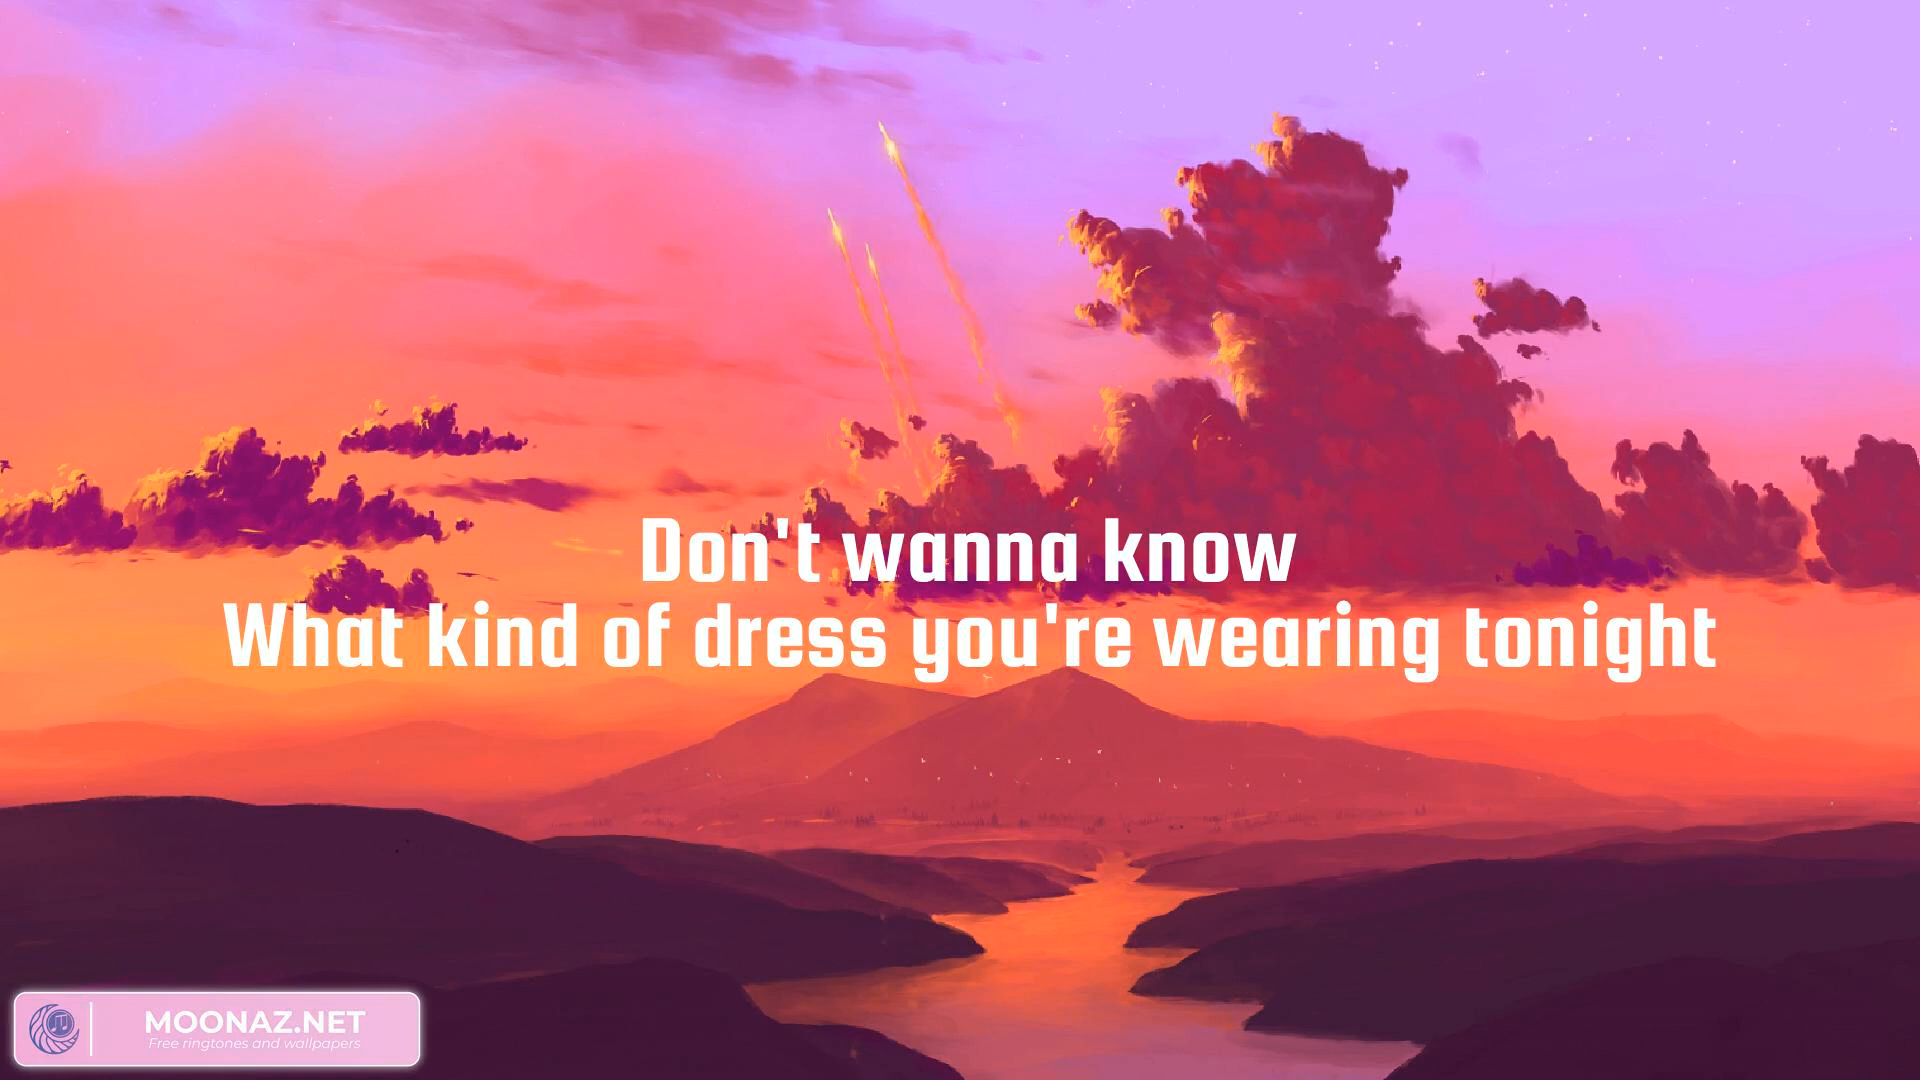 Don't wanna know
What kind of dress you're wearing tonight
MOONAZ.NET
Free ringtones and wallpapers